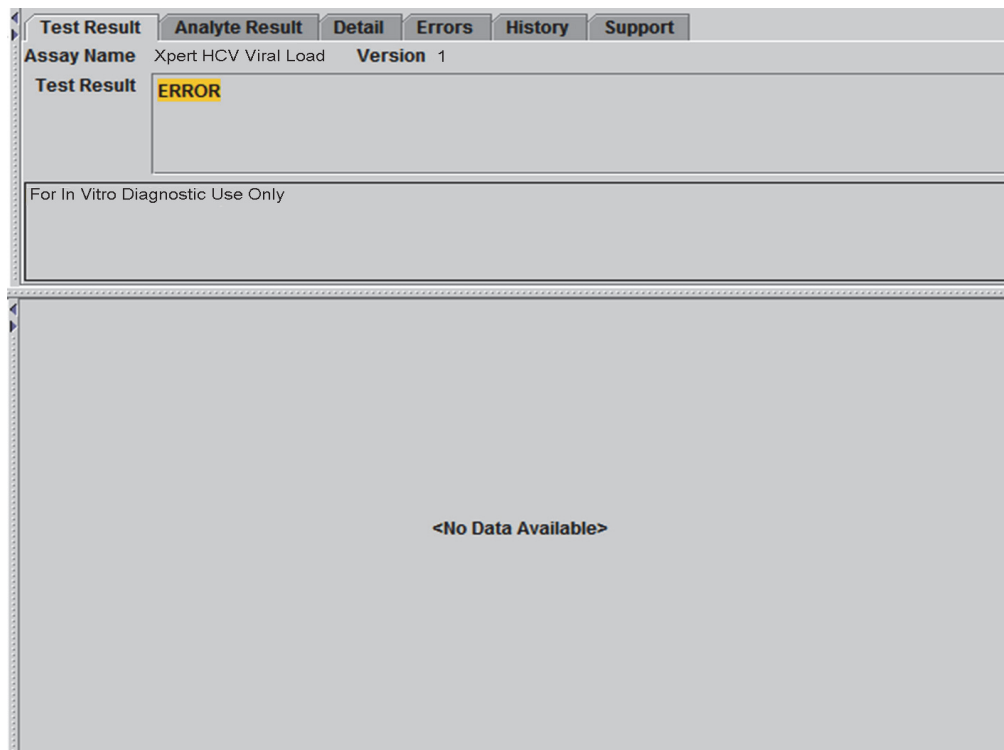 Test Result Analyte Result Detail Errors History Support
Assay Name Xpert HCV Viral Load Version 1
Test Result ERROR
For In Vitro Diagnostic Use Only
<No Data Available>